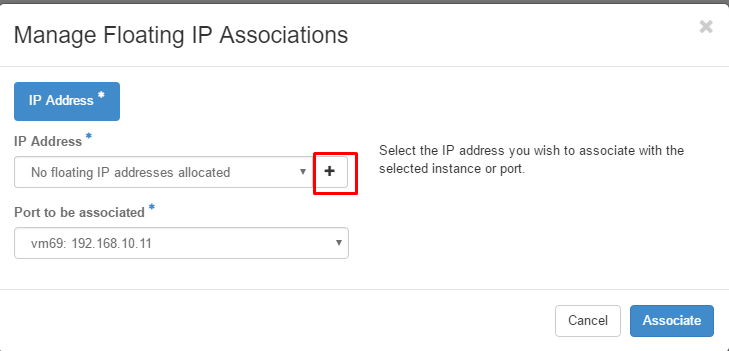 Manage Floating IP Associations
×
IP Address *
IP Address *
No floating IP addresses allocated
+
Select the IP address you wish to associate with the
selected instance or port.
Port to be associated *
vm69: 192.168.10.11
Cancel
Associate